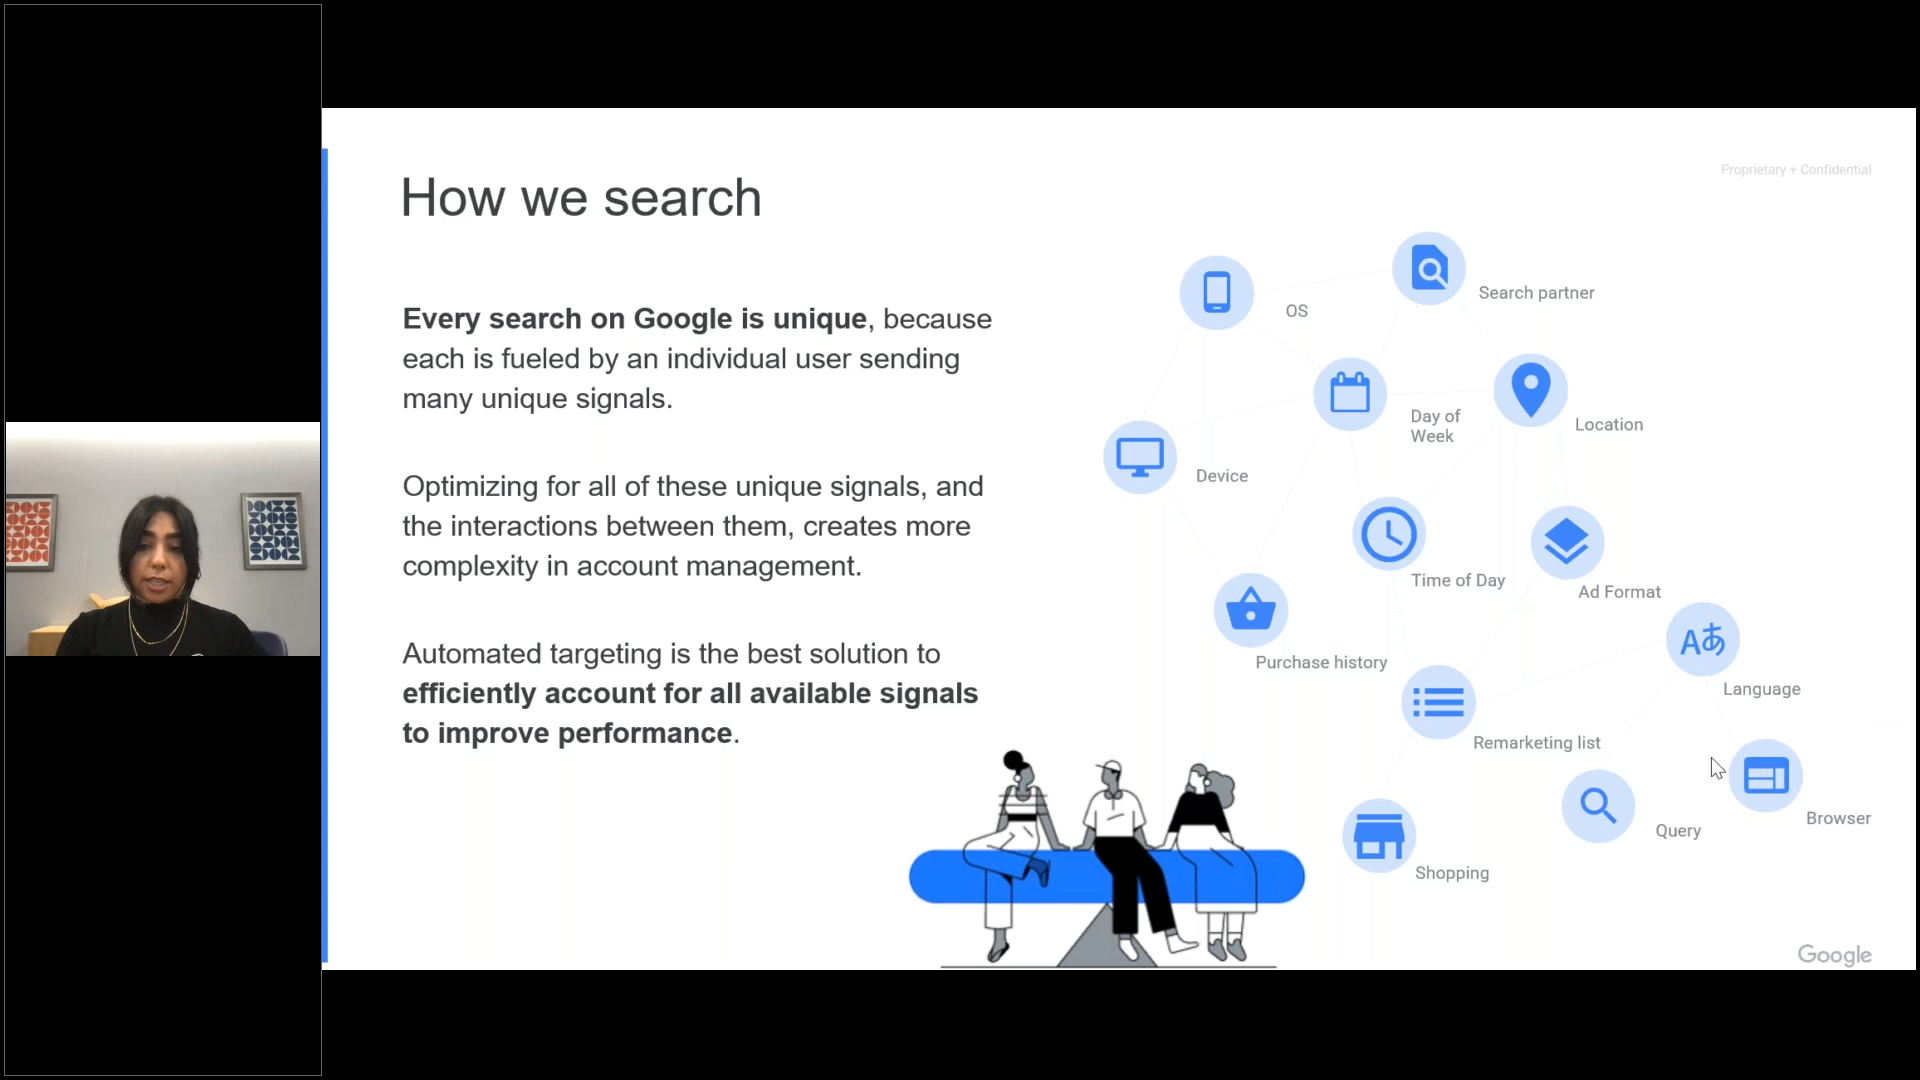 Proprietary + Confidential
How we search
Every search on Google is unique, because
each is fueled by an individual user sending
many unique signals.
Optimizing for all of these unique signals, and
the interactions between them, creates more
complexity in account management.
Automated targeting is the best solution to
efficiently account for all available signals
to improve performance.
OS
Search partner
Day of
Week
Location
Device
Time of Day
Ad Format
Purchase history
Aあ
Language
Remarketing list
Browser
Query
Shopping
Google